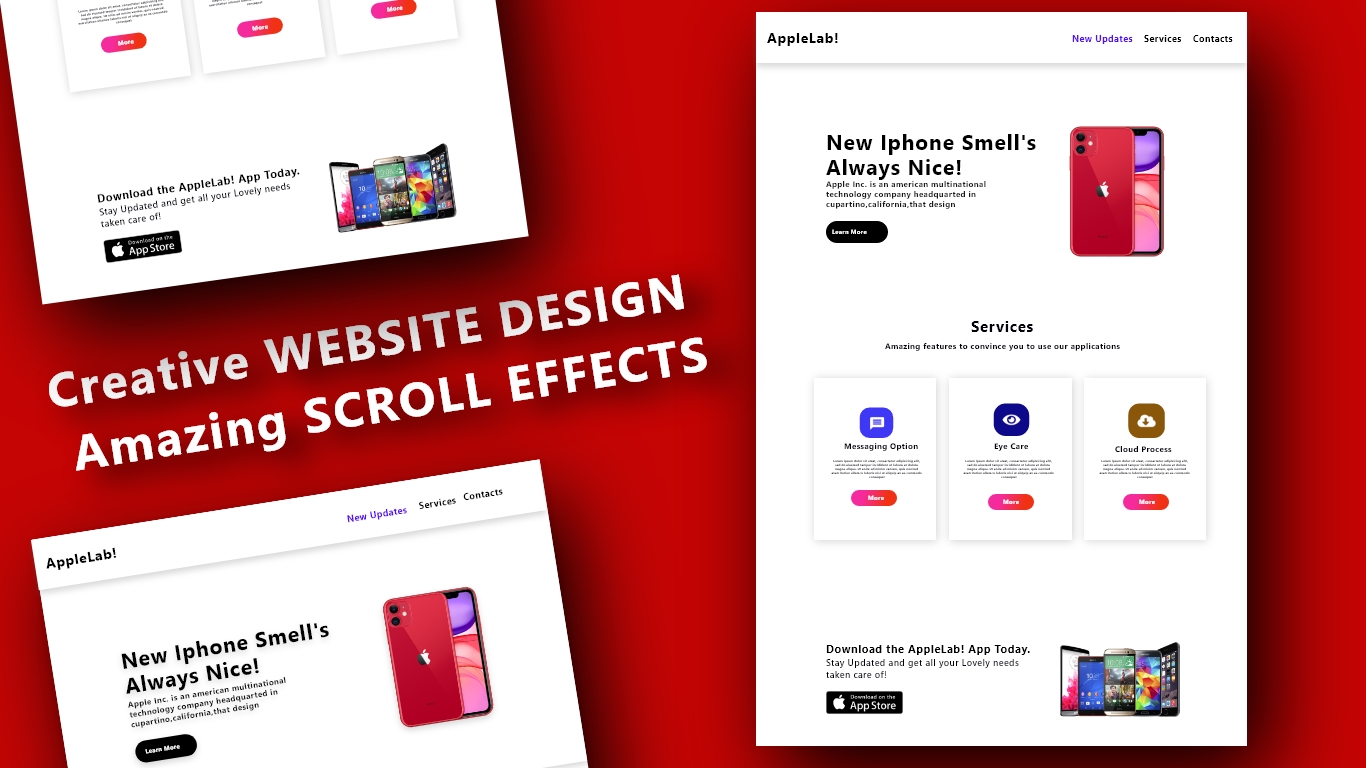 More
More
More
Download the AppleLab! App Today.
Stay Updated and get all your Lovely needs
taken care of!
Download on the
App Store
Creative WEBSITE DESIGN
Amazing SCROLL EFFECTS
AppleLab!
New Updates Services Contacts
New Iphone Smell's
Always Nice!
Apple Inc. is an american multinational
technology company headquarted in
cupartino,california,that design
Learn More
AppleLab!
New Updates Services Contacts
New Iphone Smell's
Always Nice!
Apple Inc. is an american multinational
technology company headquarted in
cupartino,california,that design
Learn More
Services
Amazing features to convince you to use our applications
Messaging Option
More
Eye Care
More
Cloud Process
More
Download the AppleLab! App Today.
Stay Updated and get all your Lovely needs
taken care of!
Download on the
App Store